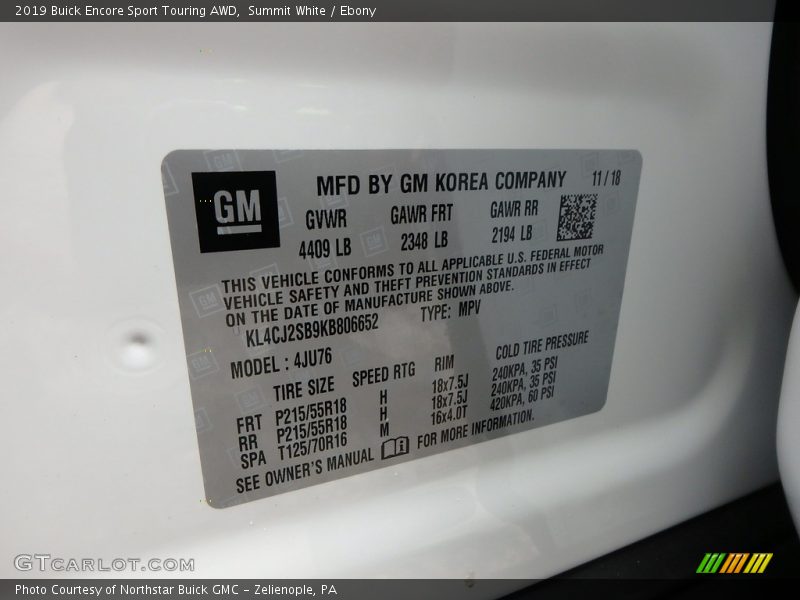 2019 Buick Encore Sport Touring AWD,  Summit White / Ebony
GM
MFD BY GM KOREA COMPANY 11 / 18
GVWR GAWR FRT GAWR RR
4409 LB 2348 LB 2194 LB
THIS VEHICLE CONFORMS TO ALL APPLICABLE U.S. FEDERAL MOTOR
VEHICLE SAFETY AND THEFT PREVENTION STANDARDS IN EFFECT
ON THE DATE OF MANUFACTURE SHOWN ABOVE.
KL4CJ2SB9KB806652 TYPE: MPV
MODEL : 4JU76
TIRE SIZE SPEED RTG RIM COLD TIRE PRESSURE
FRT P215/55R18 H 18x7.5J 240KPA, 35 PSI
RR P215/55R18 H 18x7.5J 240KPA, 35 PSI
SPA T125/70R16 M 16x4.0T 420KPA, 60 PSI
SEE OWNER'S MANUAL FOR MORE INFORMATION.
GTCARLOT.COM
Photo Courtesy of Northstar Buick GMC - Zelienople, PA